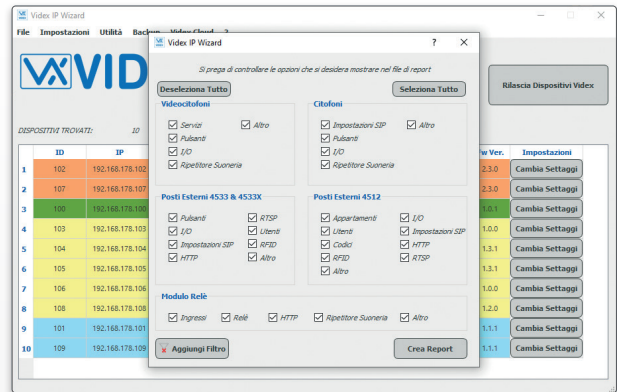 Videx IP Wizard
File Impostazioni Utilità Backup Videx Cloud ?
VX VID
Rilascia Dispositivi Videx
DISPOSITIVI TROVATI: 10
ID IP Fw Ver. Impostazioni
1 102 192.168.178.102 2.3.0 Cambia Settaggi
2 107 192.168.178.107 2.3.0 Cambia Settaggi
3 100 192.168.178.100 1.0.1 Cambia Settaggi
4 103 192.168.178.103 1.0.0 Cambia Settaggi
5 104 192.168.178.104 1.3.1 Cambia Settaggi
6 105 192.168.178.105 1.3.1 Cambia Settaggi
7 106 192.168.178.106 1.0.0 Cambia Settaggi
8 108 192.168.178.108 1.2.0 Cambia Settaggi
9 101 192.168.178.101 1.1.1 Cambia Settaggi
10 109 192.168.178.109 1.1.1 Cambia Settaggi
Videx IP Wizard ?
Si prega di controllare le opzioni che si desidera mostrare nel file di report
Deseleziona Tutto Seleziona Tutto
Videocitofoni
Servizi Altro
Pulsanti
I/O
Ripetitore Suoneria
Citofoni
Impostazioni SIP Altro
Pulsanti
I/O
Ripetitore Suoneria
Posti Esterni 4533 & 4533X
Pulsanti RTSP
I/O Utenti
Impostazioni SIP RFID
HTTP Altro
Posti Esterni 4512
Appartamenti I/O
Utenti Impostazioni SIP
Codici HTTP
RFID RTSP
Altro
Modulo Relè
Ingressi Relè HTTP Ripetitore Suoneria Altro
Aggiungi Filtro Crea Report